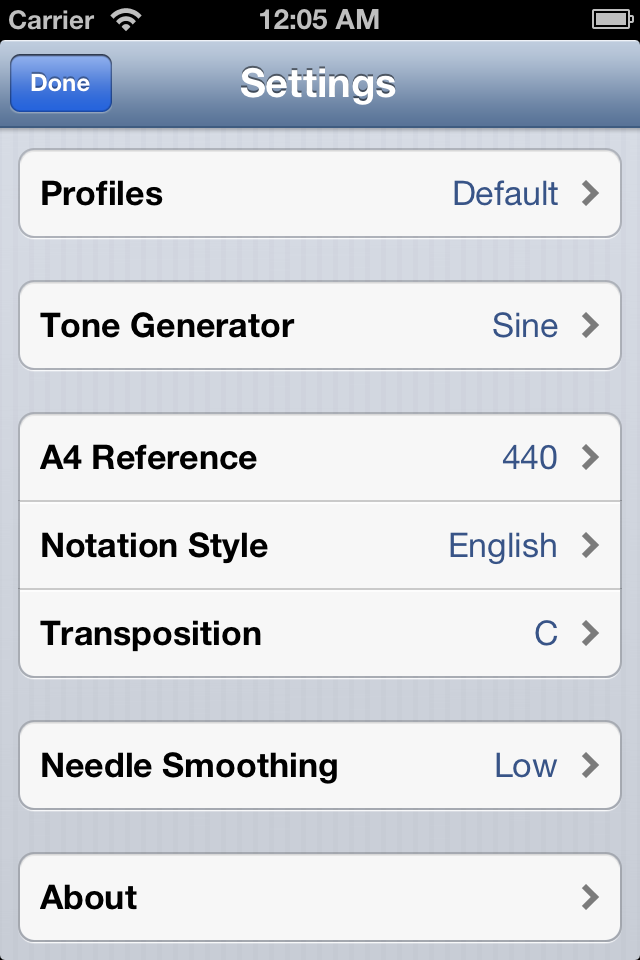 Carrier 12:05 AM
Done Settings
Profiles Default
Tone Generator Sine
A4 Reference 440
Notation Style English
Transposition C
Needle Smoothing Low
About